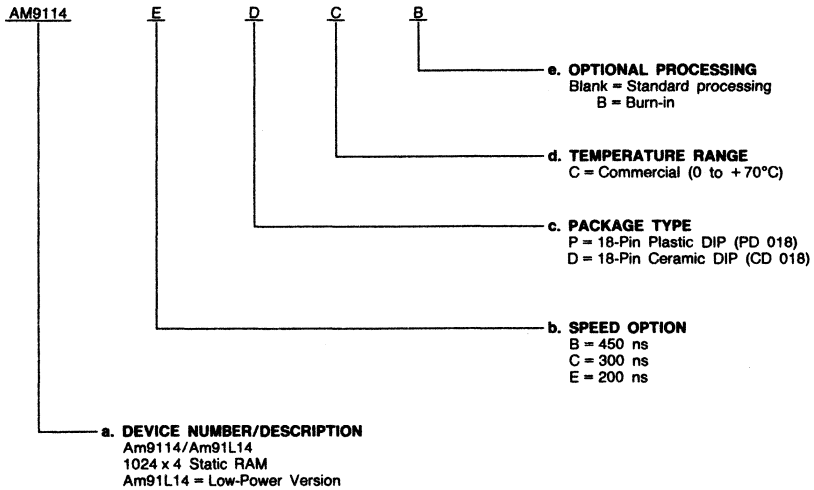 AM9114 E D C B
e. OPTIONAL PROCESSING
Blank = Standard processing
B = Burn-in
d. TEMPERATURE RANGE
C = Commercial (0 to +70°C)
c. PACKAGE TYPE
P = 18-Pin Plastic DIP (PD 018)
D = 18-Pin Ceramic DIP (CD 018)
b. SPEED OPTION
B = 450 ns
C = 300 ns
E = 200 ns
a. DEVICE NUMBER/DESCRIPTION
Am9114/Am91L14
1024 x 4 Static RAM
Am91L14 = Low-Power Version